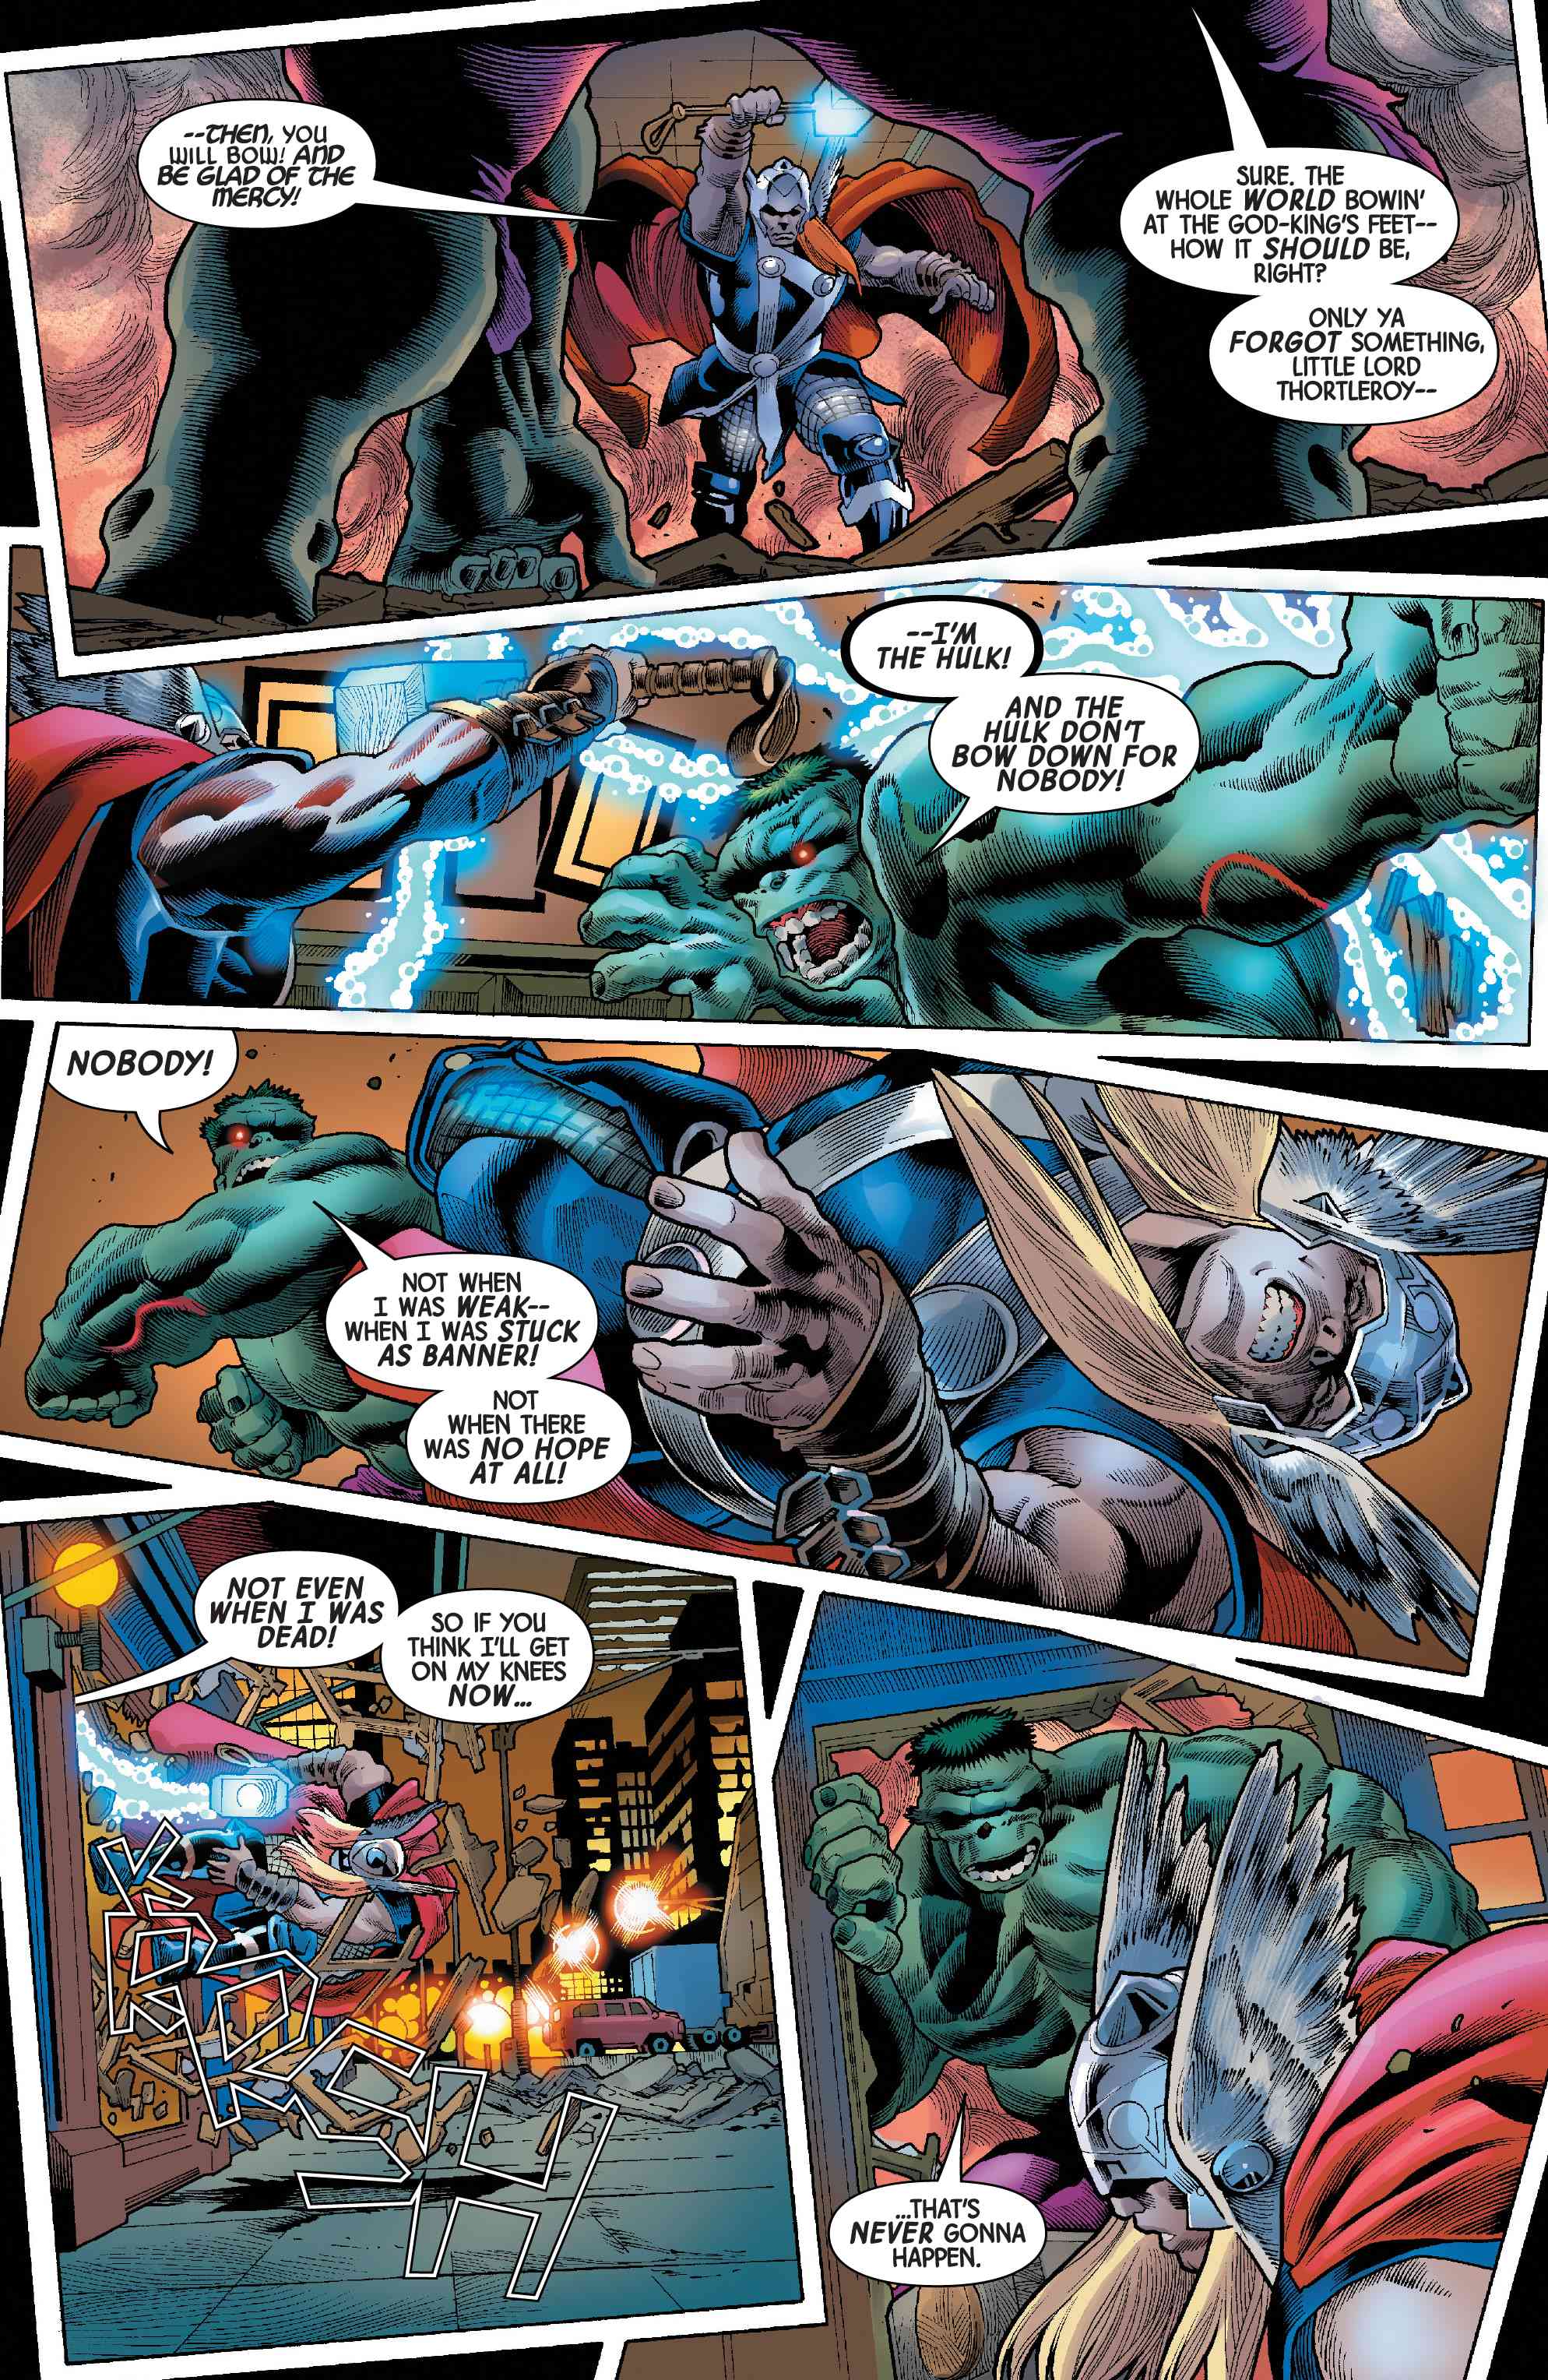 --THEN, YOU
WILL BOW! AND
BE GLAD OF THE
MERCY!
SURE. THE
WHOLE WORLD BOWIN'
AT THE GOD-KING'S FEET--
HOW IT SHOULD BE,
RIGHT?
ONLY YA
FORGOT SOMETHING,
LITTLE LORD
THORTLEROY--
--I'M
THE HULK!
AND THE
HULK DON'T
BOW DOWN FOR
NOBODY!
NOBODY!
NOT WHEN
I WAS WEAK--
WHEN I WAS STUCK
AS BANNER!
NOT
WHEN THERE
WAS NO HOPE
AT ALL!
NOT EVEN
WHEN I WAS
DEAD!
SO IF YOU
THINK I'LL GET
ON MY KNEES
NOW...
KRRSH
...THAT'S
NEVER GONNA
HAPPEN.